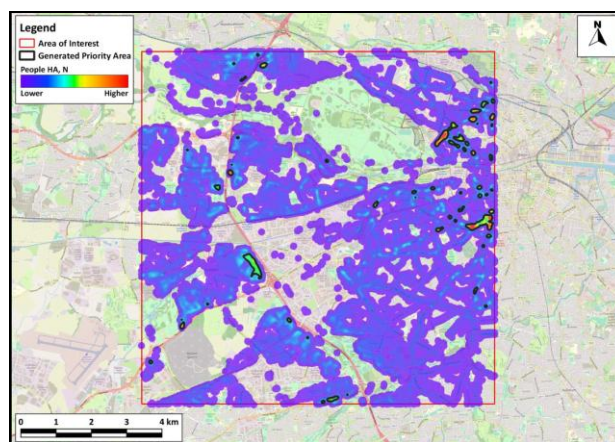 Legend
Area of Interest
Generated Priority Area
People HA, N
Lower Higher
N
0 1 2 3 4 km